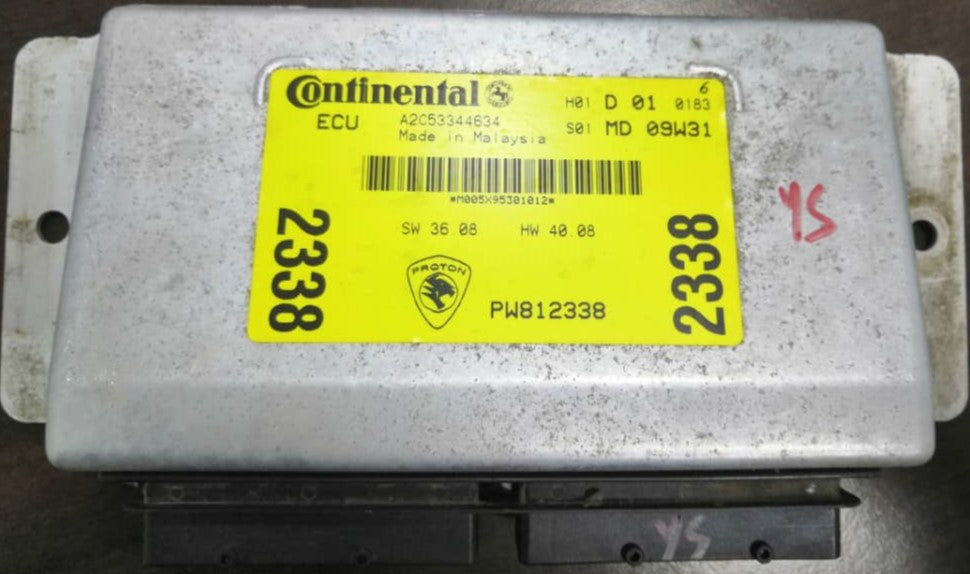 Continental
6
H01 D 01 0183
ECU A2C53344634
S01 MD 09W31
Made in Malaysia
*M005X95301012*
2338
SW 36.08 HW 40.08
2338
YS
PROTON
PW812338
YS